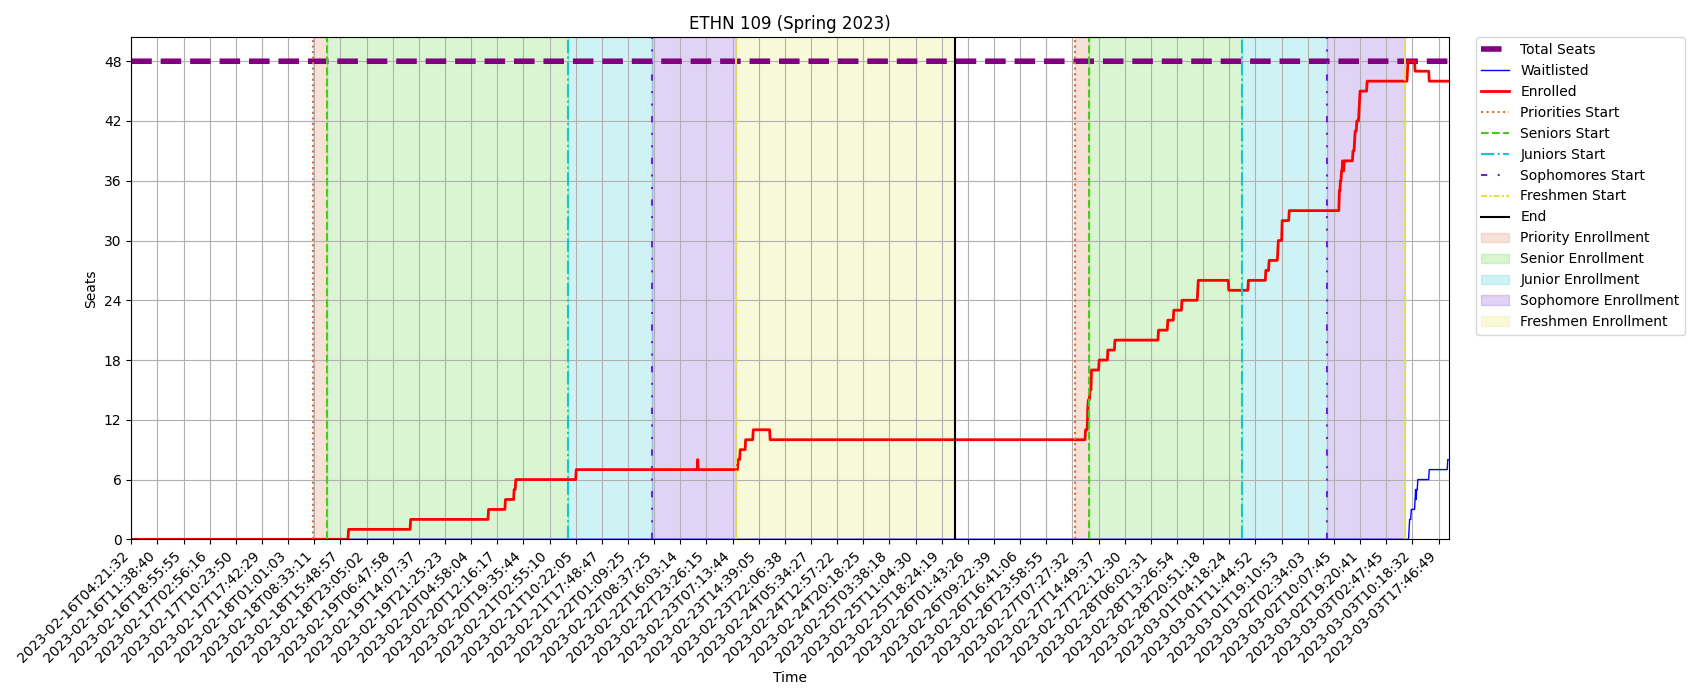 ETHN 109 (Spring 2023)
Seats
48
42
36
30
24
18
12
6
0
2023-02-16T04:21:32
2023-02-16T11:38:40
2023-02-16T18:55:55
2023-02-17T02:56:16
2023-02-17T10:23:50
2023-02-17T17:42:29
2023-02-18T01:01:03
2023-02-18T08:33:11
2023-02-18T15:48:57
2023-02-18T23:05:02
2023-02-19T06:47:58
2023-02-19T14:07:37
2023-02-19T21:25:23
2023-02-20T04:58:04
2023-02-20T12:16:17
2023-02-20T19:35:44
2023-02-21T02:55:10
2023-02-21T10:22:05
2023-02-21T17:48:47
2023-02-22T01:09:25
2023-02-22T08:37:23
2023-02-22T16:03:14
2023-02-22T23:26:15
2023-02-23T07:13:44
2023-02-23T14:39:05
2023-02-23T22:06:38
2023-02-24T05:34:27
2023-02-24T12:57:22
2023-02-24T20:18:25
2023-02-25T03:38:18
2023-02-25T11:04:30
2023-02-25T18:24:19
2023-02-26T01:43:26
2023-02-26T09:22:39
2023-02-26T16:41:06
2023-02-26T23:58:55
2023-02-27T07:27:32
2023-02-27T14:49:37
2023-02-27T22:12:30
2023-02-28T06:02:31
2023-02-28T13:26:54
2023-02-28T20:51:18
2023-03-01T04:18:24
2023-03-01T11:44:52
2023-03-01T19:10:53
2023-03-02T02:34:03
2023-03-02T10:07:45
2023-03-02T19:20:41
2023-03-03T02:47:45
2023-03-03T10:18:32
2023-03-03T17:46:49
Time
Total Seats
Waitlisted
Enrolled
Priorities Start
Seniors Start
Juniors Start
Sophomores Start
Freshmen Start
End
Priority Enrollment
Senior Enrollment
Junior Enrollment
Sophomore Enrollment
Freshmen Enrollment